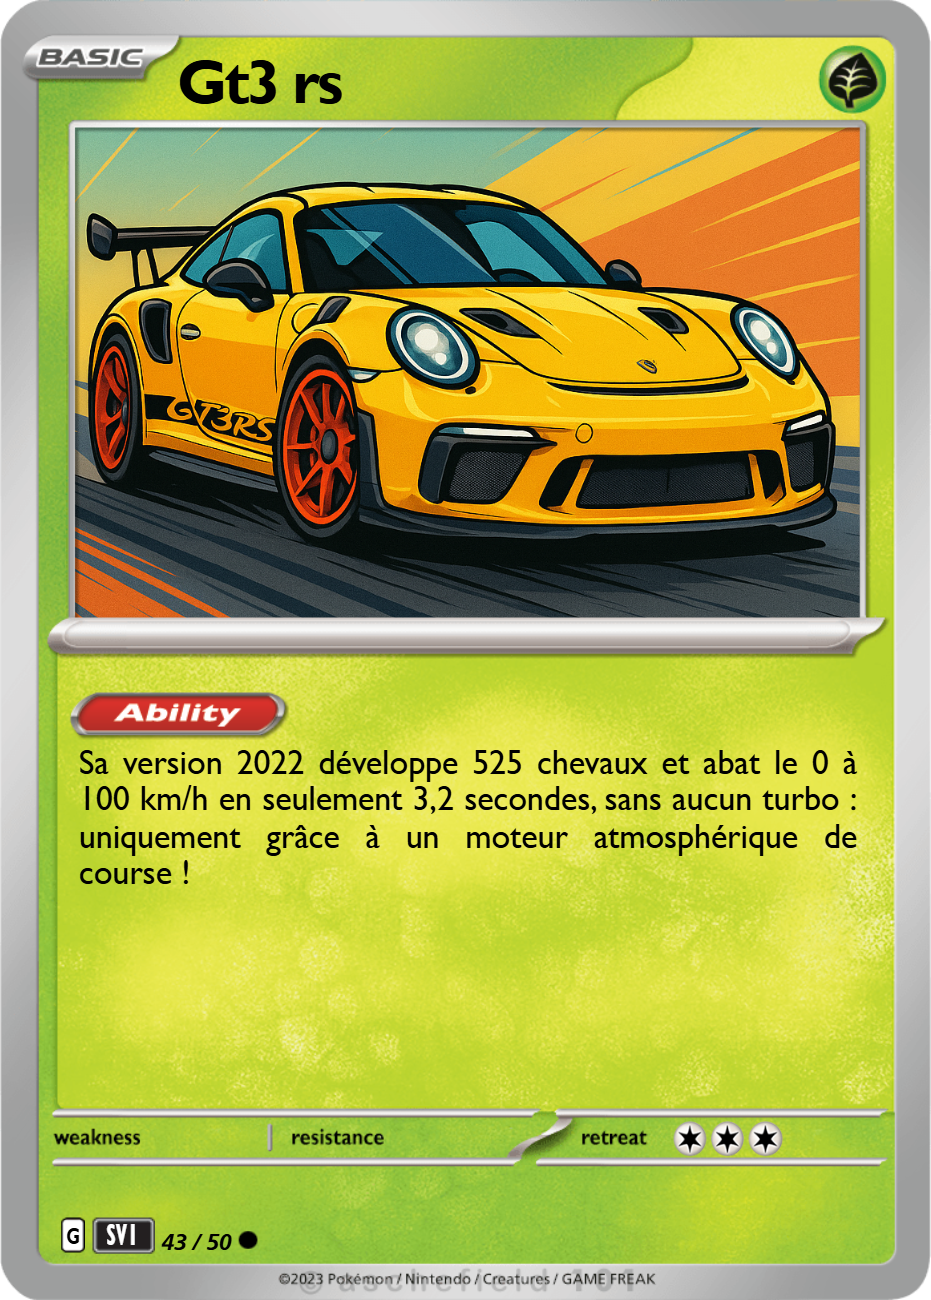 BASIC
Gt3 rs
GT3RS
Ability
Sa version 2022 développe 525 chevaux et abat le 0 à
100 km/h en seulement 3,2 secondes, sans aucun turbo :
uniquement grâce à un moteur atmosphérique de
course !
weakness resistance retreat
G SVI 43 / 50
©2023 Pokémon / Nintendo / Creatures / GAME FREAK